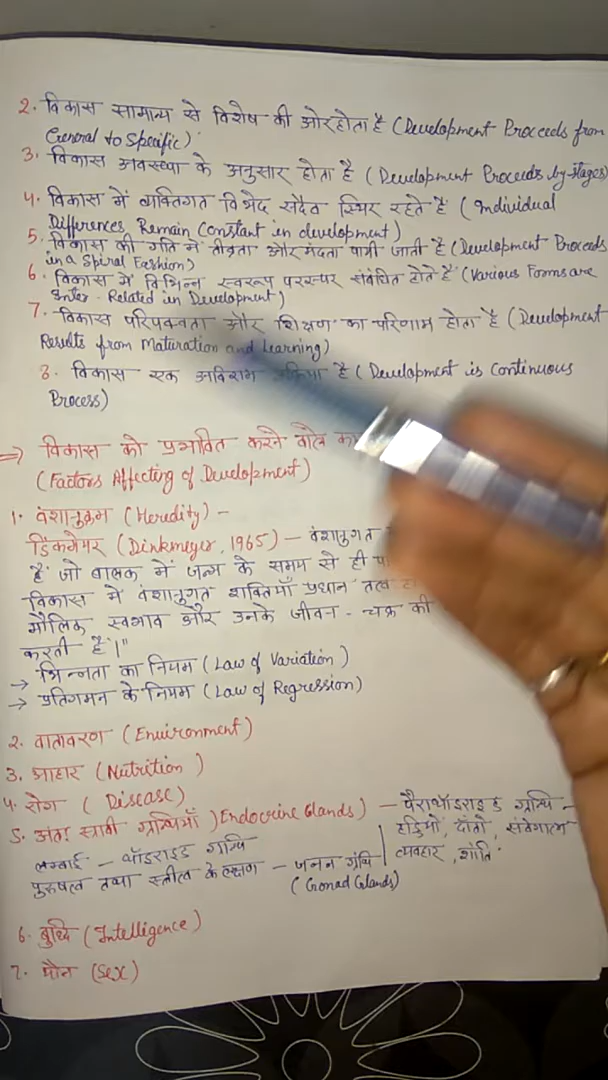 2. विकास सामान्य से विशेष की ओर होता है (Development Proceeds from
General to Specific)
3. विकास अवस्था के अनुसार होता है (Development Proceeds by stages)
4. विकास में व्यक्तिगत विभेद सदैव स्थिर रहते हैं (Individual
Differences Remain Constant in development)
5. विकास की गति में तीव्रता और मंदता पायी जाती है (Development Proceeds
in a Spiral Fashion)
6. विकास में विभिन्न स्वरूप परस्पर संबंधित होते हैं (Various Forms are
Inter-Related in Development)
7. विकास परिपक्वता और शिक्षण का परिणाम होता है (Development
Results from Maturation and Learning)
8. विकास एक अविराम प्रक्रिया है (Development is Continuous
Process)
⇒ विकास को प्रभावित करने वाले
(Factors Affecting of Development)
1. वंशानुक्रम (Heredity) –
डिंकमेयर (Dinkmeyer, 1965) – वंशानुगत
है जो बालक में जन्म के समय से ही
विकास में वंशानुगत शक्तियाँ प्रधान तत्व
मौलिक स्वभाव और उनके जीवन-चक्र की
करती हैं।"
→ भिन्नता का नियम (Law of Variation)
→ प्रतिगमन के नियम (Law of Regression)
2. वातावरण (Environment)
3. आहार (Nutrition)
4. रोग (Disease)
5. अंतः स्रावी ग्रन्थियाँ (Endocrine Glands) – पैराथॉइराइड ग्रन्थि –
हड्डियों, दाँतो, संवेगात्म
व्यवहार, शांति
लम्बाई – थॉइराइड ग्रन्थि
पुरुषत्व तथा स्त्रीत्व के लक्षण – जनन ग्रंथि
(Gonad Glands)
6. बुध्दि (Intelligence)
7. यौन (Sex)